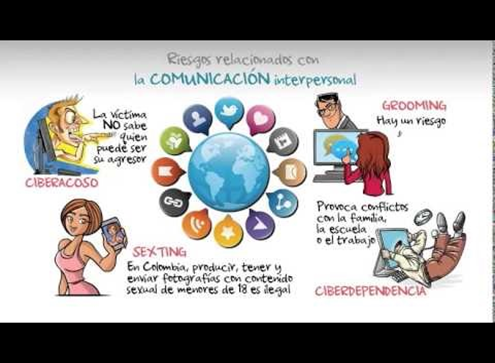 Riesgos relacionados con
la COMUNICACIÓN interpersonal
La víctima
NO sabe
quien
puede ser
su agresor
CIBERACOSO
GROOMING
Hay un riesgo
SEXTING
En Colombia, producir, tener y
enviar fotografías con contenido
sexual de menores de 18 es ilegal
Provoca conflictos
con la familia,
la escuela
o el trabajo
CIBERDEPENDENCIA